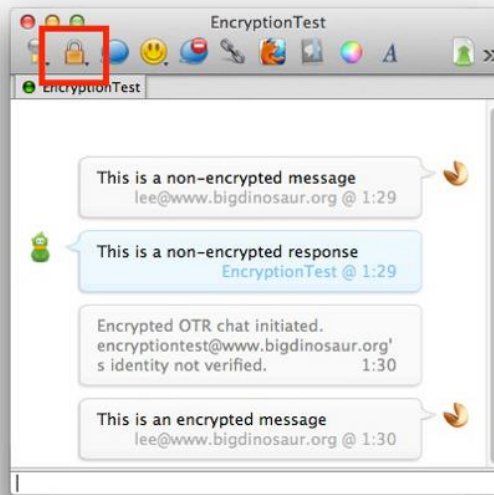 EncryptionTest
A
EncryptionTest
This is a non-encrypted message
lee@www.bigdinosaur.org @ 1:29
This is a non-encrypted response
EncryptionTest @ 1:29
Encrypted OTR chat initiated.
encryptiontest@www.bigdinosaur.org'
s identity not verified. 1:30
This is an encrypted message
lee@www.bigdinosaur.org @ 1:30